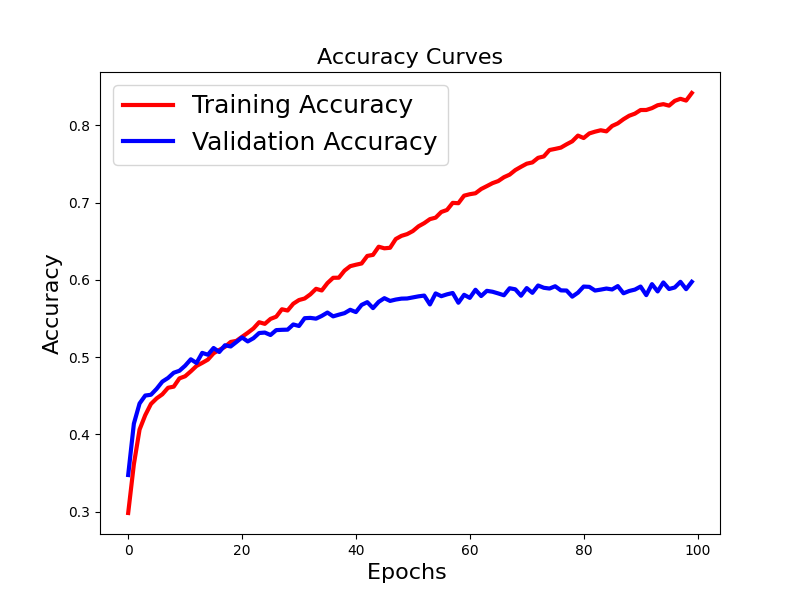 Accuracy Curves
Training Accuracy
Validation Accuracy
Accuracy
0.8
0.7
0.6
0.5
0.4
0.3
0 20 40 60 80 100
Epochs